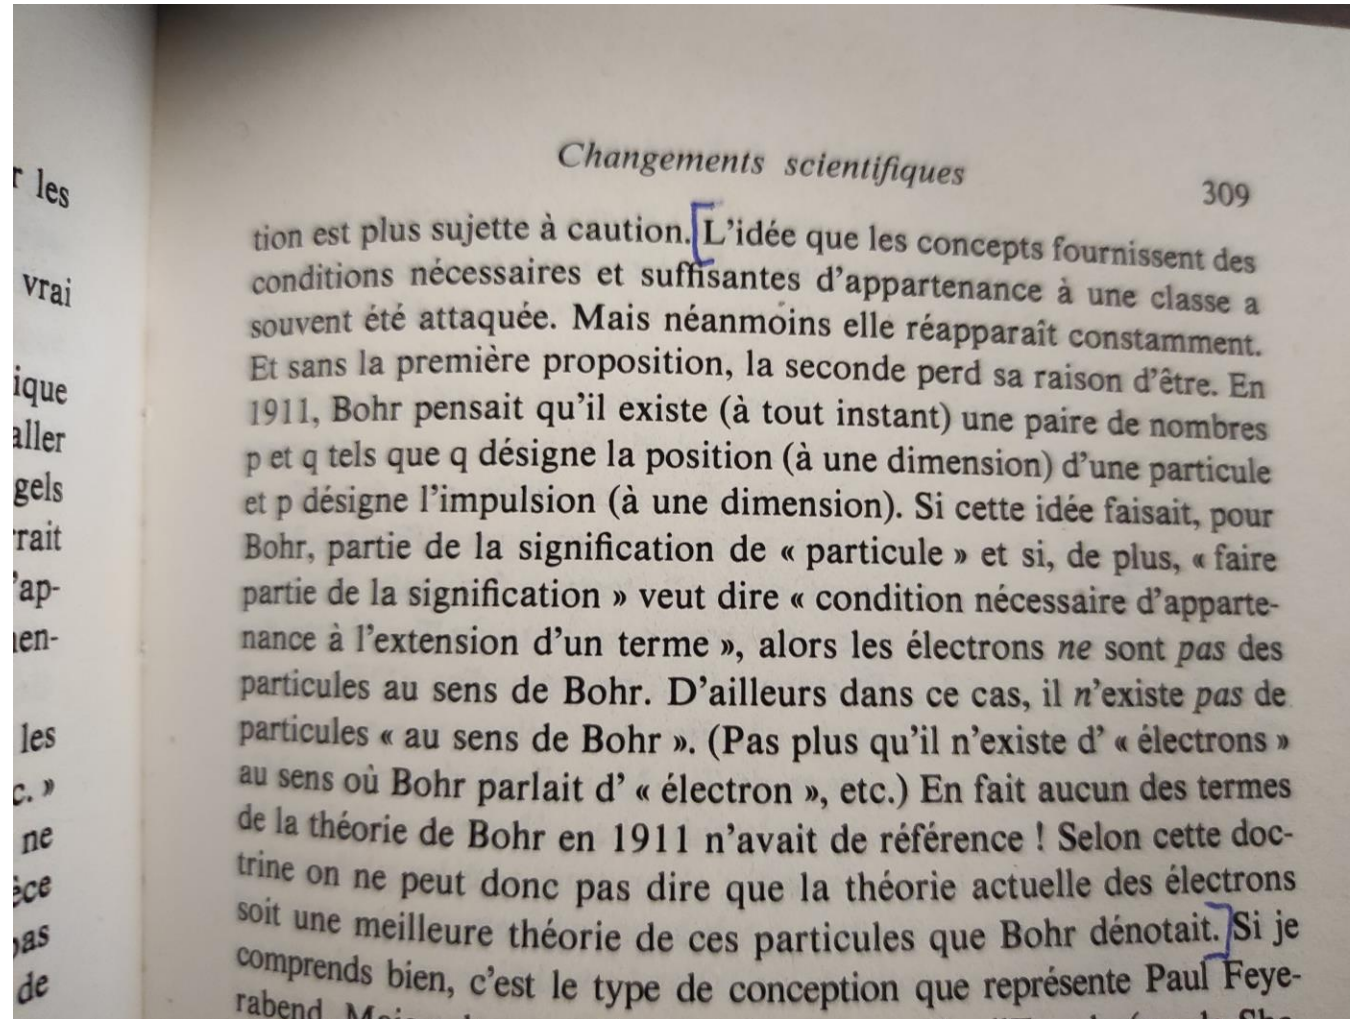 r les
vrai
ique
aller
gels
rait
'ap-
les
c. »
ne
èce
pas
de
Changements scientifiques
309
tion est plus sujette à caution. L'idée que les concepts fournissent des
conditions nécessaires et suffisantes d'appartenance à une classe a
souvent été attaquée. Mais néanmoins elle réapparaît constamment.
Et sans la première proposition, la seconde perd sa raison d'être. En
1911, Bohr pensait qu'il existe (à tout instant) une paire de nombres
p et q tels que q désigne la position (à une dimension) d'une particule
et p désigne l'impulsion (à une dimension). Si cette idée faisait, pour
Bohr, partie de la signification de « particule » et si, de plus, « faire
partie de la signification » veut dire « condition nécessaire d'apparte-
nance à l'extension d'un terme », alors les électrons ne sont pas des
particules au sens de Bohr. D'ailleurs dans ce cas, il n'existe pas de
particules « au sens de Bohr ». (Pas plus qu'il n'existe d' « électrons »
au sens où Bohr parlait d' « électron », etc.) En fait aucun des termes
de la théorie de Bohr en 1911 n'avait de référence ! Selon cette doc-
trine on ne peut donc pas dire que la théorie actuelle des électrons
soit une meilleure théorie de ces particules que Bohr dénotait. Si je
comprends bien, c'est le type de conception que représente Paul Feye-
rabend